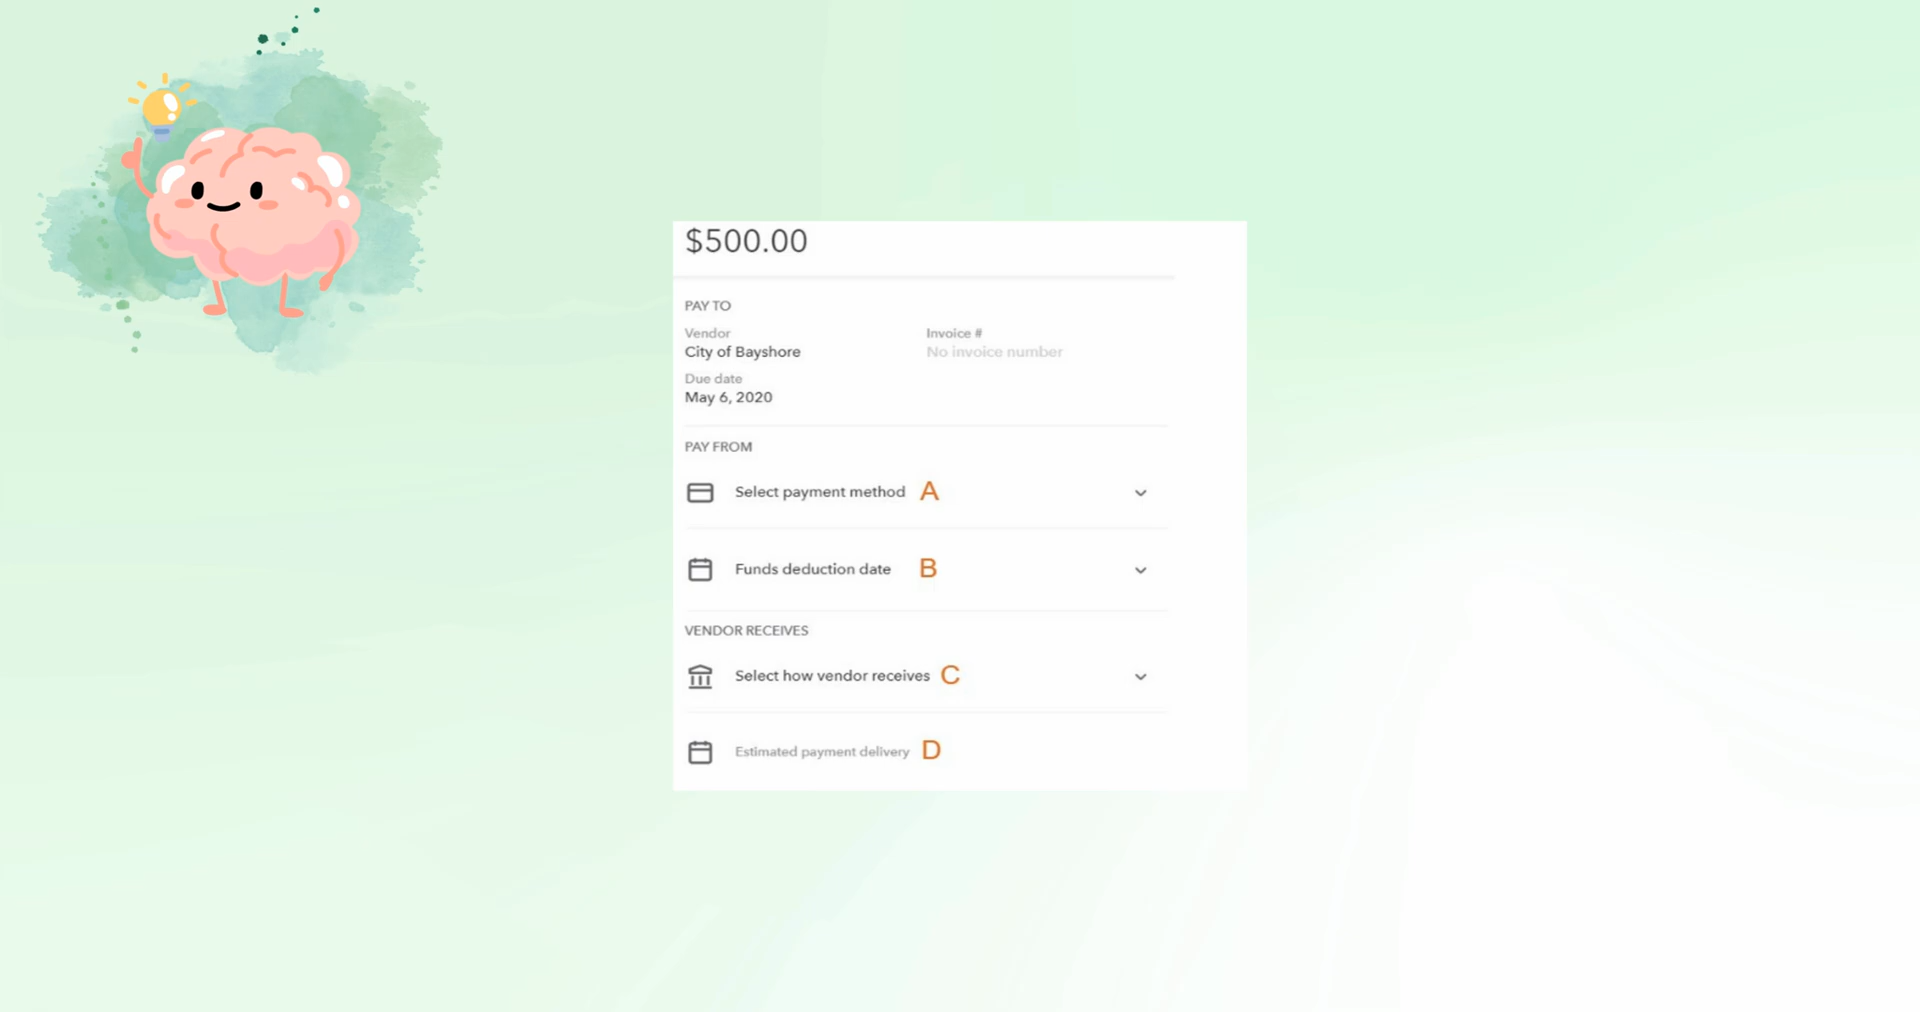 $500.00
PAY TO
Vendor Invoice #
City of Bayshore No invoice number
Due date
May 6, 2020
PAY FROM
Select payment method A
Funds deduction date B
VENDOR RECEIVES
Select how vendor receives C
Estimated payment delivery D